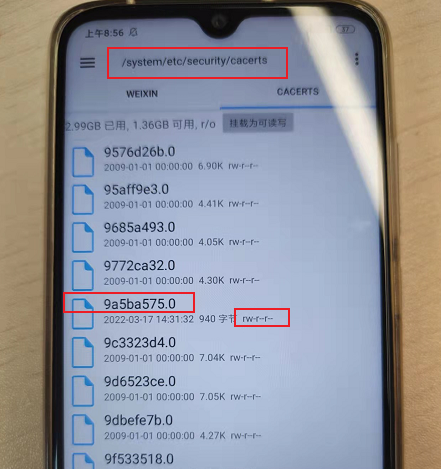 上午8:56
37
/system/etc/security/cacerts
WEIXIN
CACERTS
2.99GB 已用, 1.36GB 可用, r/o 挂载为可读写
9576d26b.0
2009-01-01 00:00:00 6.90K rw-r--r--
95aff9e3.0
2009-01-01 00:00:00 4.41K rw-r--r--
9685a493.0
2009-01-01 00:00:00 4.05K rw-r--r--
9772ca32.0
2009-01-01 00:00:00 4.30K rw-r--r--
9a5ba575.0
2022-03-17 14:31:32 940 字节 rw-r--r--
9c3323d4.0
2009-01-01 00:00:00 7.04K rw-r--r--
9d6523ce.0
2009-01-01 00:00:00 7.05K rw-r--r--
9dbefe7b.0
2009-01-01 00:00:00 4.27K rw-r--r--
9f533518.0